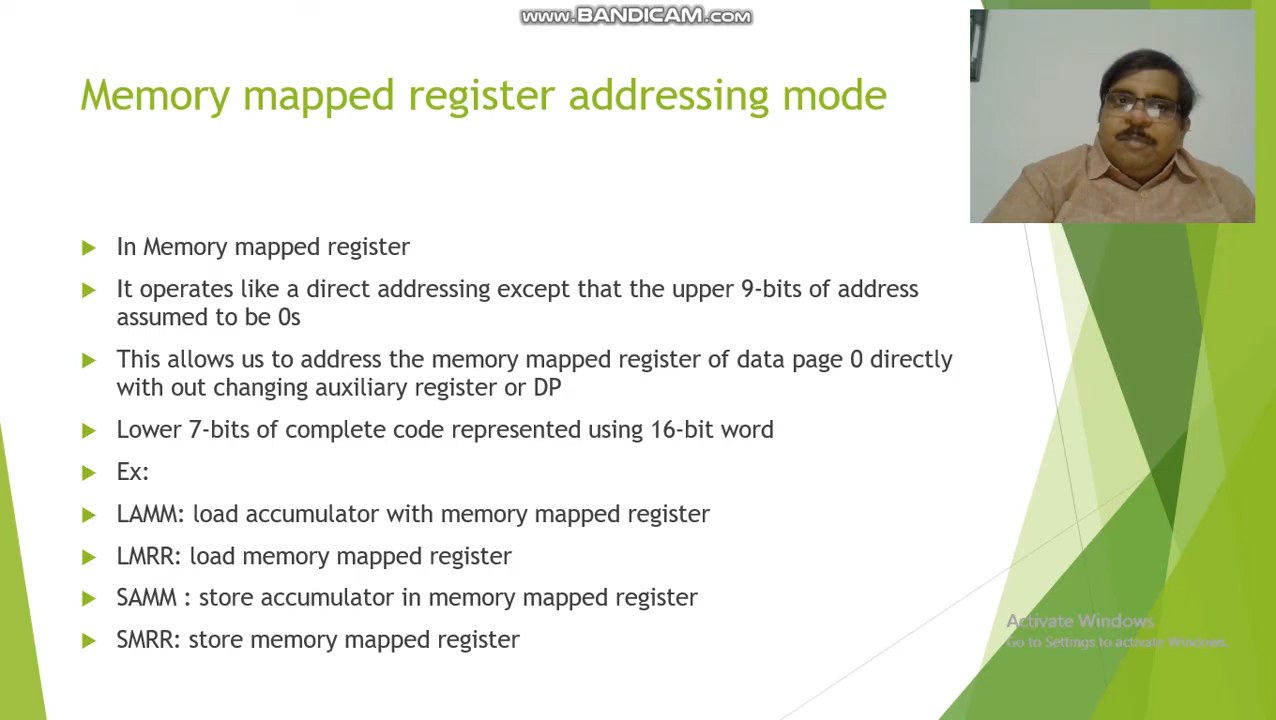 www.BANDICAM.com
Memory mapped register addressing mode
In Memory mapped register
It operates like a direct addressing except that the upper 9-bits of address
assumed to be 0s
This allows us to address the memory mapped register of data page 0 directly
with out changing auxiliary register or DP
Lower 7-bits of complete code represented using 16-bit word
Ex:
LAMM: load accumulator with memory mapped register
LMRR: load memory mapped register
SAMM : store accumulator in memory mapped register
SMRR: store memory mapped register
Activate Windows
Go to Settings to activate Windows.